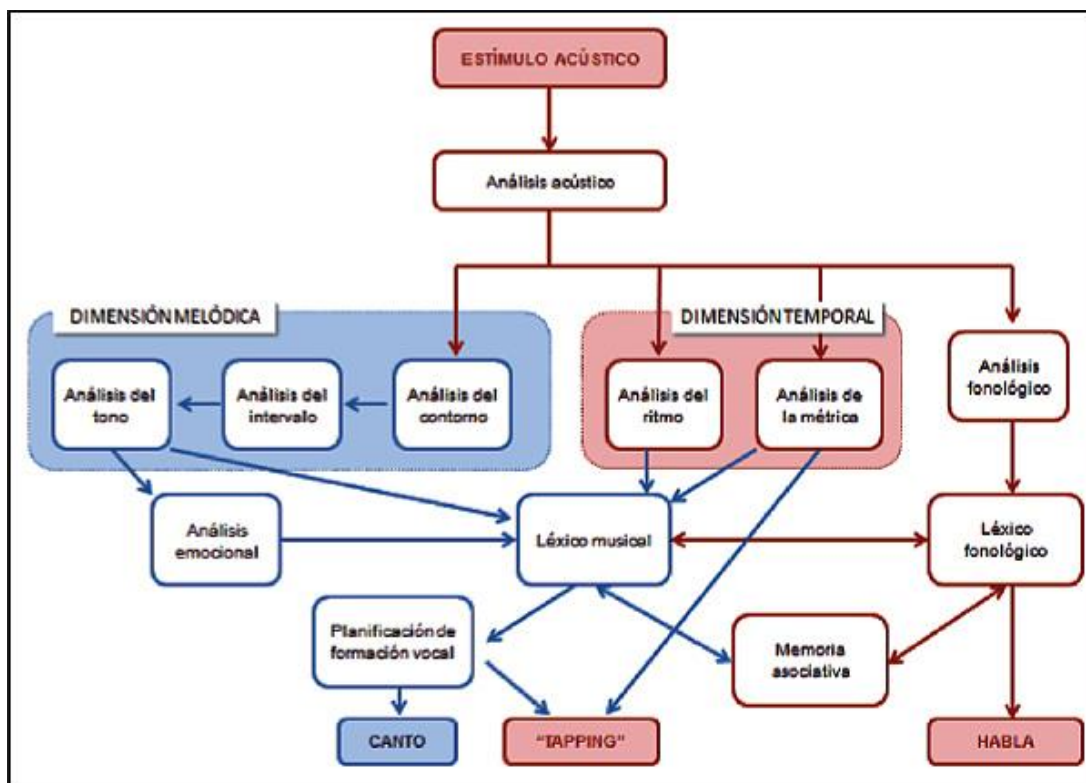 ESTÍMULO ACÚSTICO
Análisis acústico
DIMENSIÓN MELÓDICA
DIMENSIÓN TEMPORAL
Análisis del
tono
Análisis del
intervalo
Análisis del
contorno
Análisis del
ritmo
Análisis de
la métrica
Análisis
fonológico
Análisis
emocional
Léxico musical
Léxico
fonológico
Planificación de
formación vocal
Memoria
asociativa
CANTO
"TAPPING"
HABLA